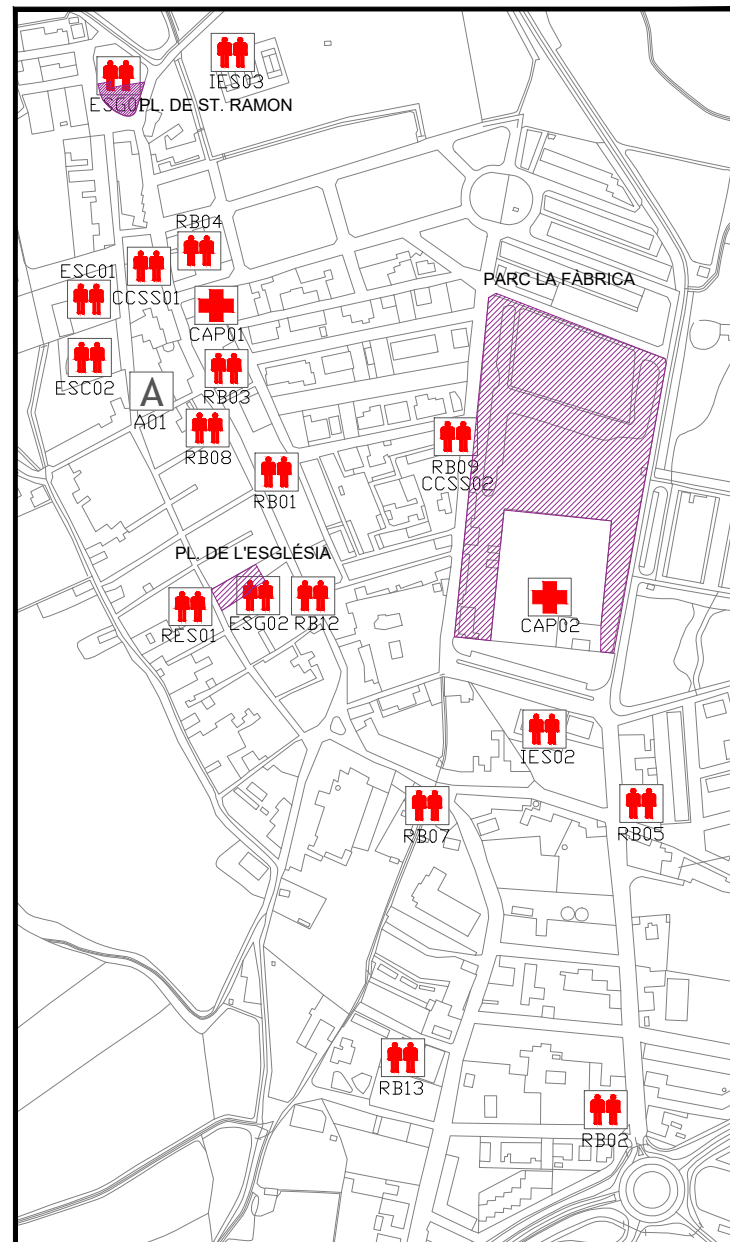 IES03
PL. DE ST. RAMON
RB04
ESC01
CCSS01
PARC LA FÀBRICA
CAP01
ESC02
RB03
A
A01
RB08
RB09
CCSS02
RB01
PL. DE L'ESGLÉSIA
RES01
ESG02
RB12
CAP02
IES02
RB07
RB05
RB13
RB02